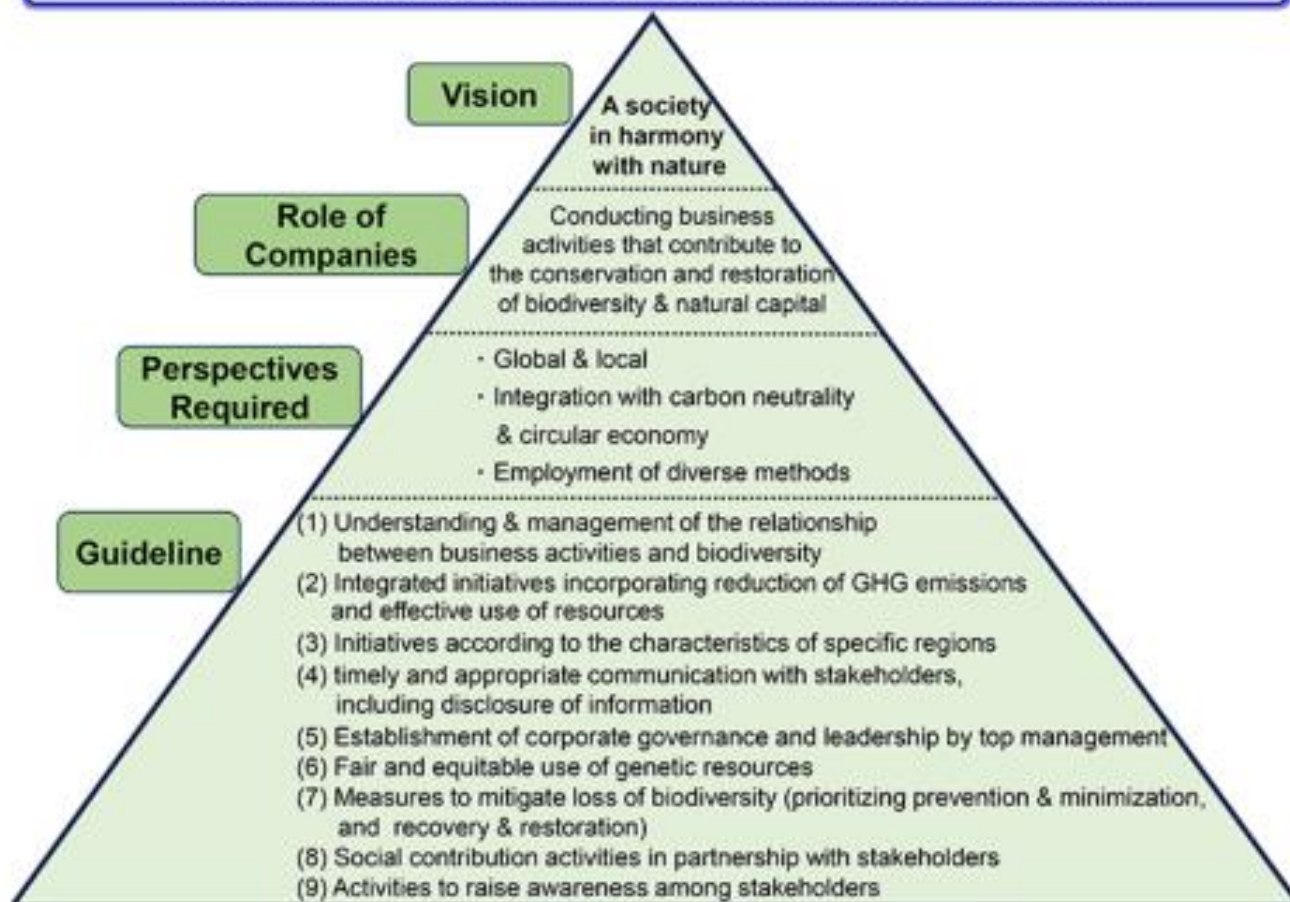 Vision
A society
in harmony
with nature
Role of
Companies
Conducting business
activities that contribute to
the conservation and restoration
of biodiversity & natural capital
Perspectives
Required
・Global & local
・Integration with carbon neutrality
& circular economy
・Employment of diverse methods
Guideline
(1) Understanding & management of the relationship
between business activities and biodiversity
(2) Integrated initiatives incorporating reduction of GHG emissions
and effective use of resources
(3) Initiatives according to the characteristics of specific regions
(4) timely and appropriate communication with stakeholders,
including disclosure of information
(5) Establishment of corporate governance and leadership by top management
(6) Fair and equitable use of genetic resources
(7) Measures to mitigate loss of biodiversity (prioritizing prevention & minimization,
and recovery & restoration)
(8) Social contribution activities in partnership with stakeholders
(9) Activities to raise awareness among stakeholders